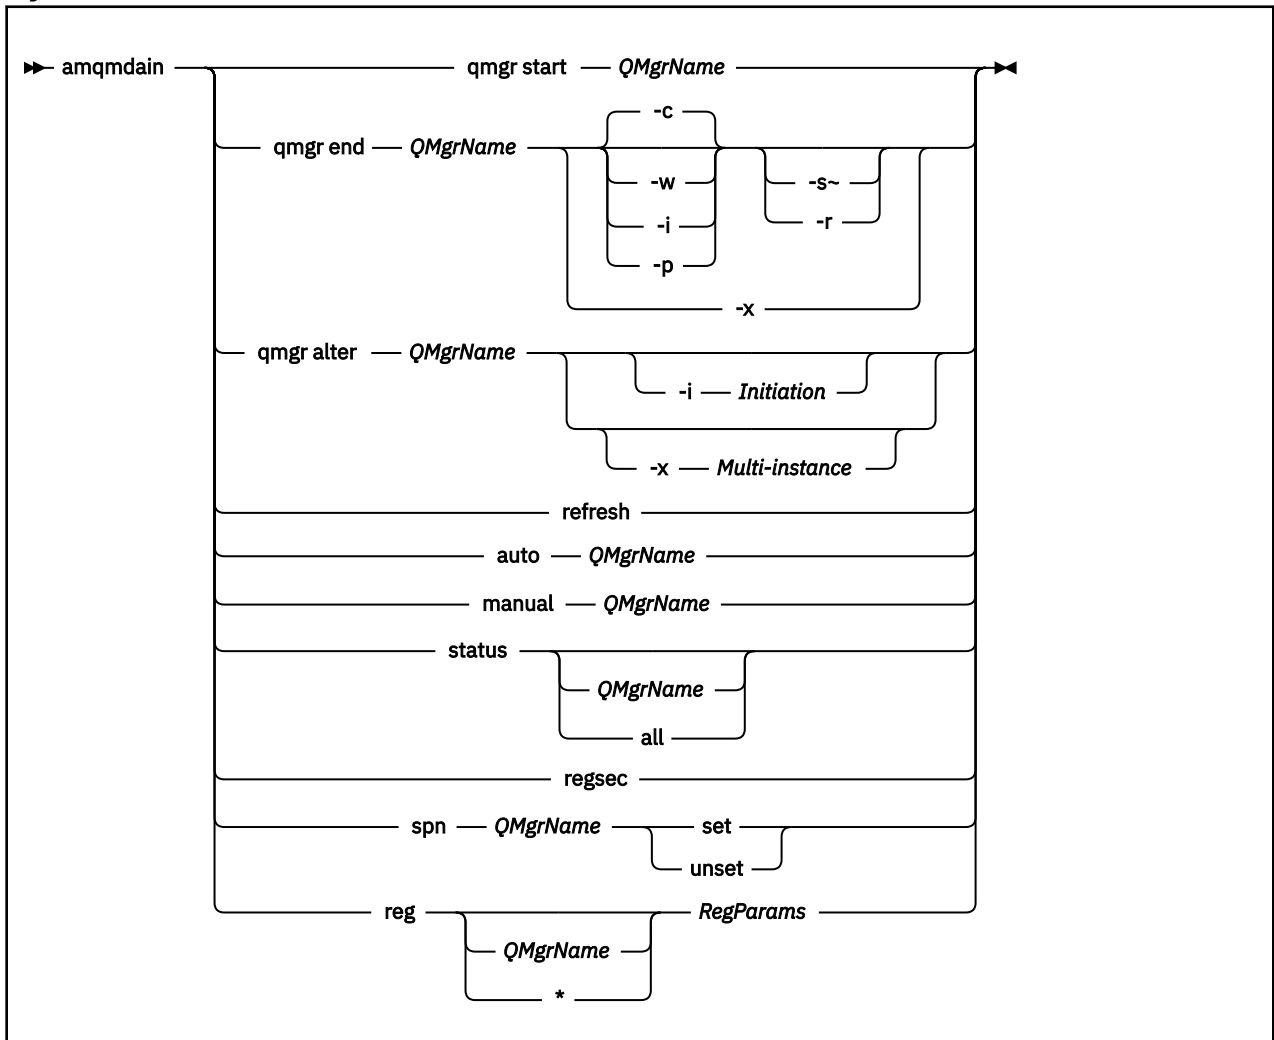 amqmdain qmgr start QMgrName
-c
qmgr end QMgrName
-w -s~
-i -r
-p
-x
qmgr alter QMgrName
-i Initiation
-x Multi-instance
refresh
auto QMgrName
manual QMgrName
status
QMgrName
all
regsec
spn QMgrName set
unset
reg RegParams
QMgrName
*